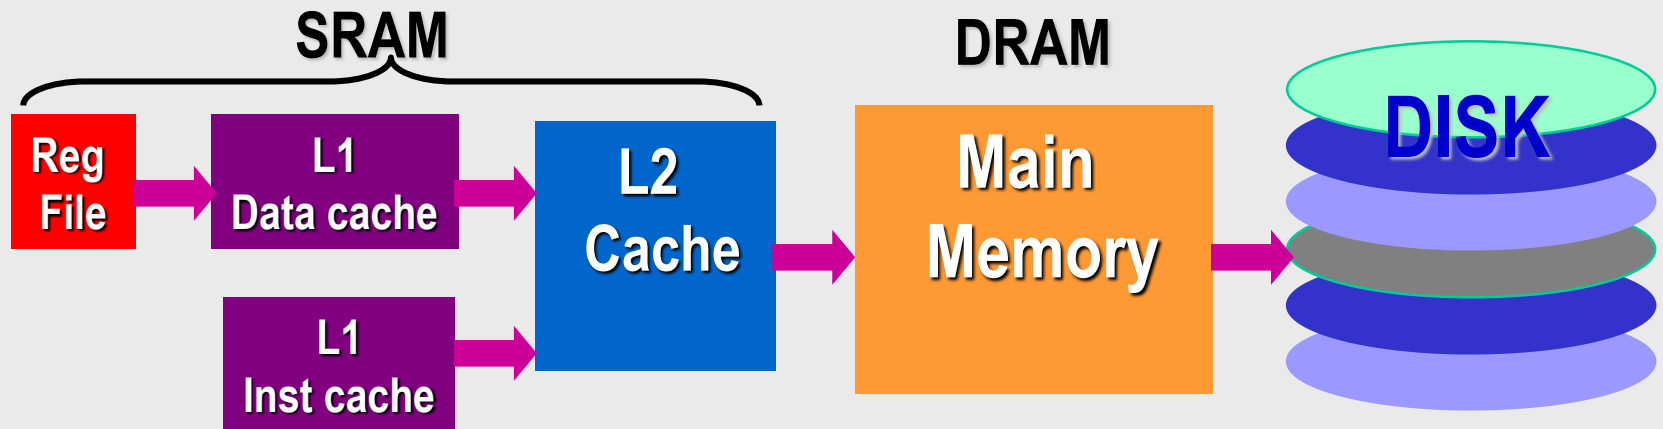 SRAM
DRAM
DISK
Reg
File
L1
Data cache
L2
Cache
Main
Memory
L1
Inst cache